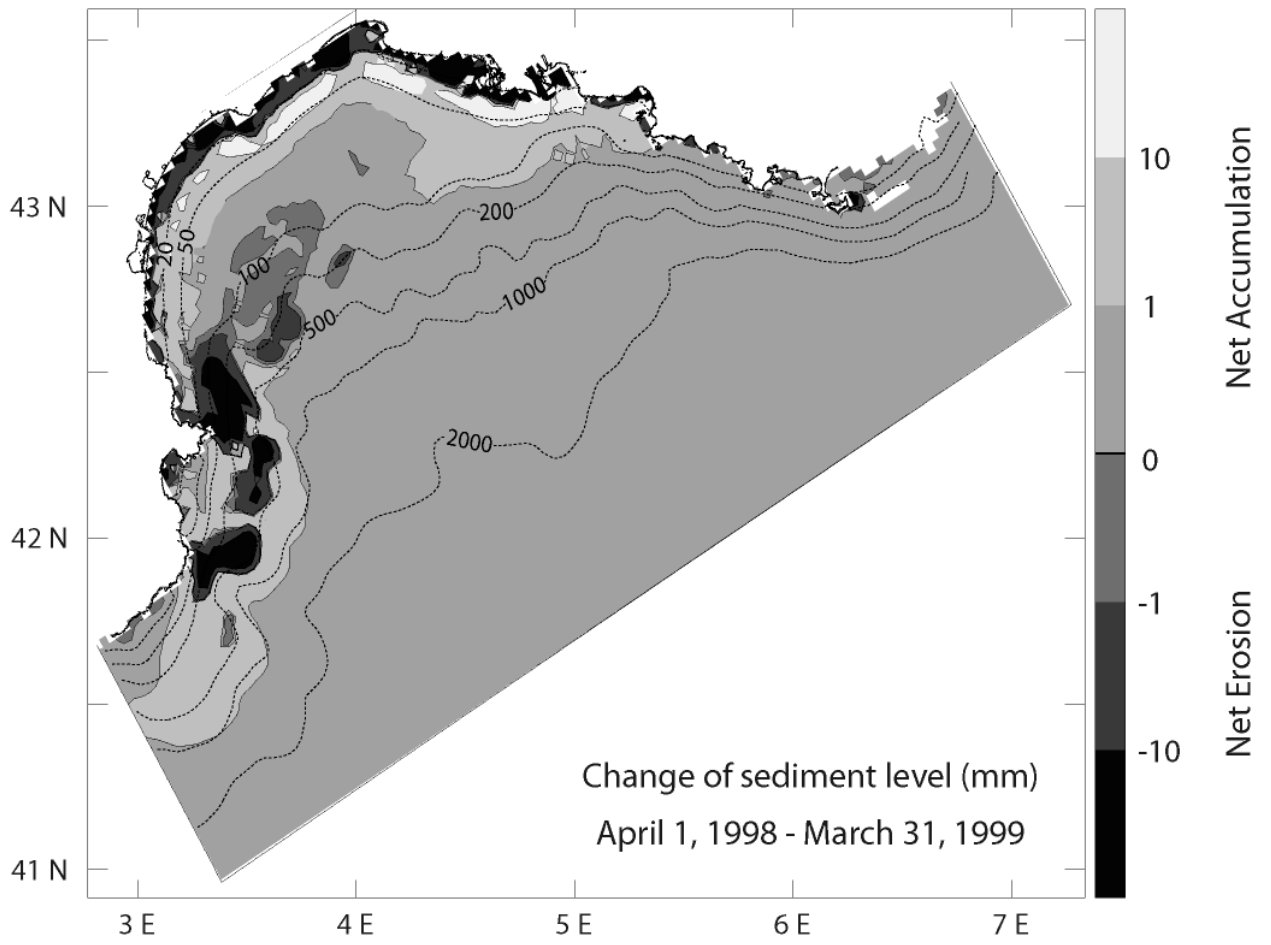 43 N
42 N
41 N
3 E
4 E
5 E
6 E
7 E
20
50
100
200
500
1000
2000
Change of sediment level (mm)
April 1, 1998 - March 31, 1999
10
1
0
-1
-10
Net Accumulation
Net Erosion